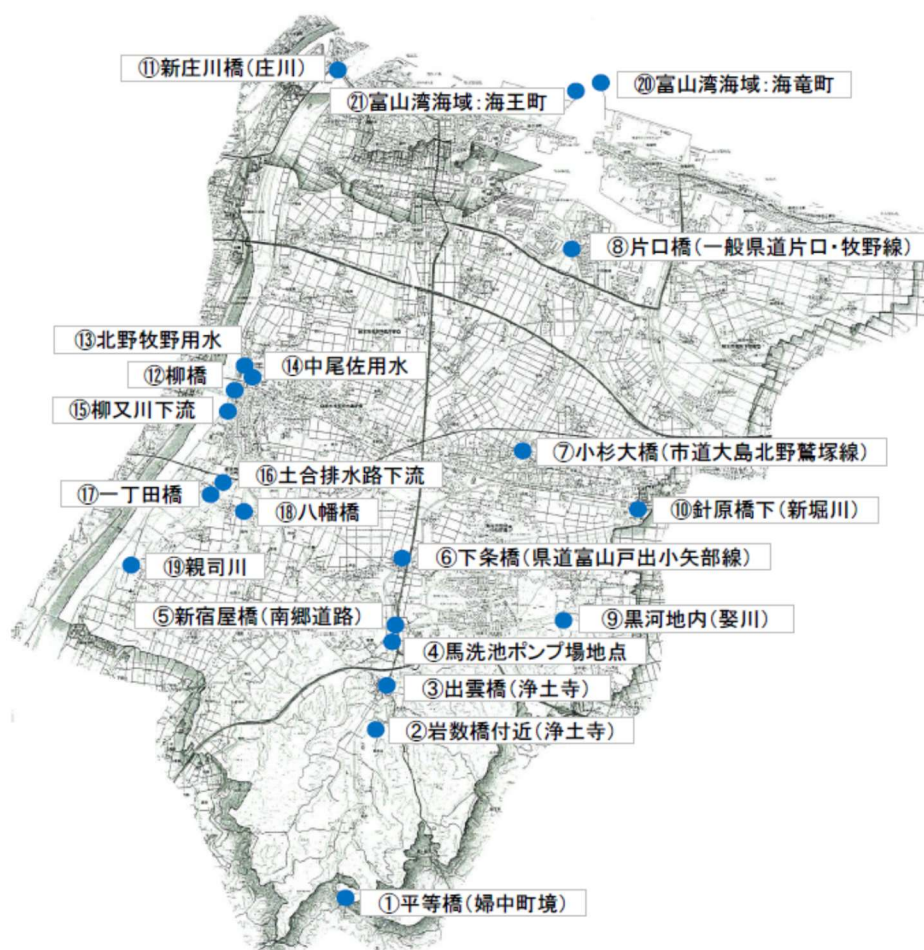 ⑪新庄川橋(庄川)
⑳富山湾海域:海竜町
㉑富山湾海域:海王町
⑧片口橋(一般県道片口・牧野線)
⑬北野牧野用水
⑭中尾佐用水
⑫柳橋
⑮柳又川下流
⑦小杉大橋(市道大島北野鷲塚線)
⑯土合排水路下流
⑰一丁田橋
⑱八幡橋
⑩針原橋下(新堀川)
⑥下条橋(県道富山戸出小矢部線)
⑲親司川
⑤新宿屋橋(南郷道路)
⑨黒河地内(娶川)
④馬洗池ポンプ場地点
③出雲橋(浄土寺)
②岩数橋付近(浄土寺)
①平等橋(婦中町境)